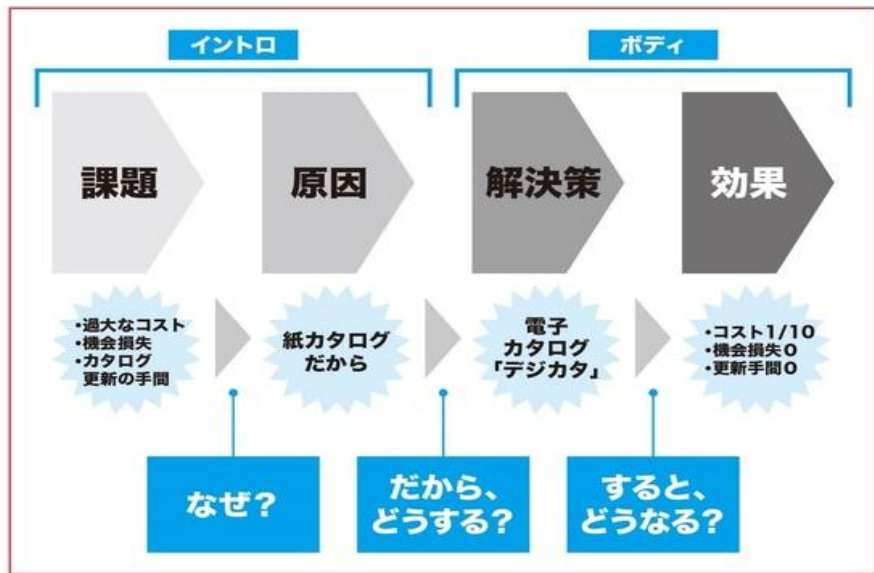 イントロ
ボディ
課題
原因
解決策
効果
・過大なコスト
・機会損失
・カタログ
更新の手間
紙カタログ
だから
電子
カタログ
「デジカタ」
・コスト1/10
・機会損失0
・更新手間0
なぜ？
だから、
どうする？
すると、
どうなる？